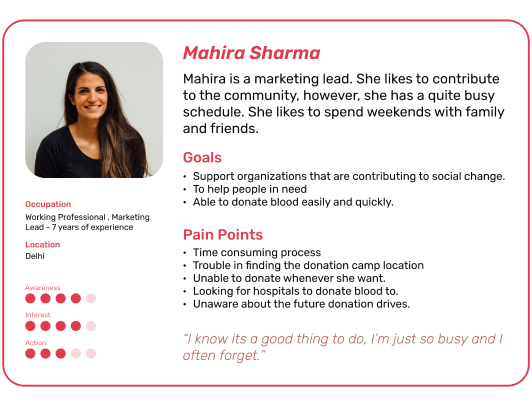 Mahira Sharma
Mahira is a marketing lead. She likes to contribute
to the community, however, she has a quite busy
schedule. She likes to spend weekends with family
and friends.
Goals
• Support organizations that are contributing to social change.
• To help people in need
• Able to donate blood easily and quickly.
Pain Points
• Time consuming process
• Trouble in finding the donation camp location
• Unable to donate whenever she want.
• Looking for hospitals to donate blood to.
• Unaware about the future donation drives.
“I know its a good thing to do, I’m just so busy and I
often forget.”
Occupation
Working Professional , Marketing
Lead - 7 years of experience
Location
Delhi
Awareness
Interest
Action